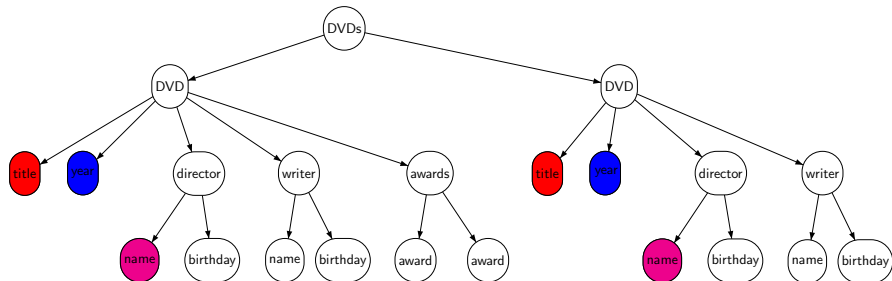 DVDs
DVD DVD
title year director writer awards title year director writer
name birthday name birthday award award name birthday name birthday